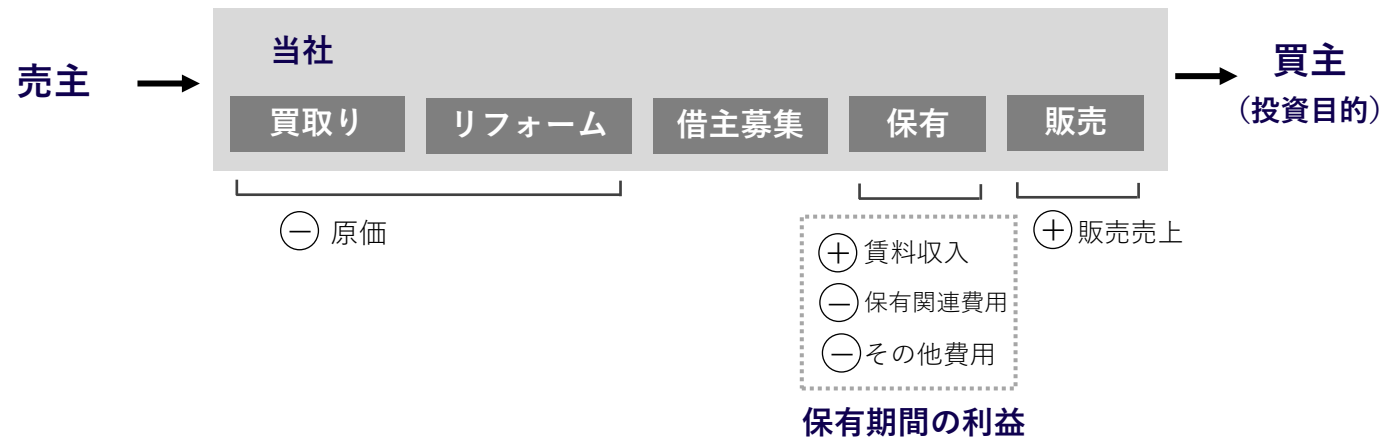 当社
売主
買主
（投資目的）
買取り
リフォーム
借主募集
保有
販売
原価
販売売上
賃料収入
保有関連費用
その他費用
保有期間の利益